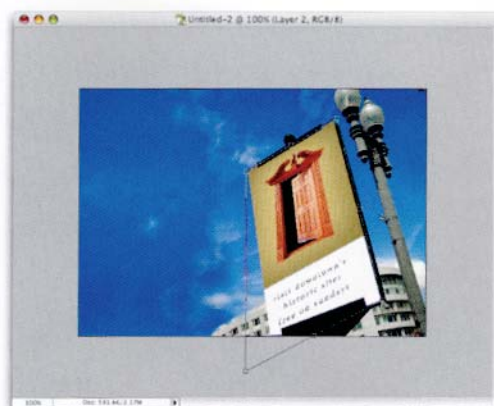 Untitled-2 @ 100% (Layer 2, RGB/8)
visit downtown's
historic sites
free on sundays
100%